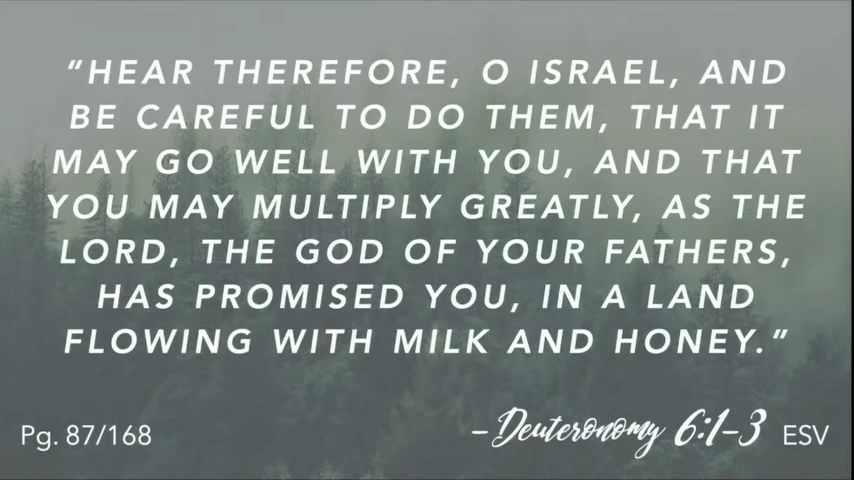 “HEAR THEREFORE, O ISRAEL, AND
BE CAREFUL TO DO THEM, THAT IT
MAY GO WELL WITH YOU, AND THAT
YOU MAY MULTIPLY GREATLY, AS THE
LORD, THE GOD OF YOUR FATHERS,
HAS PROMISED YOU, IN A LAND
FLOWING WITH MILK AND HONEY.”
Pg. 87/168 – Deuteronomy 6:1-3 ESV